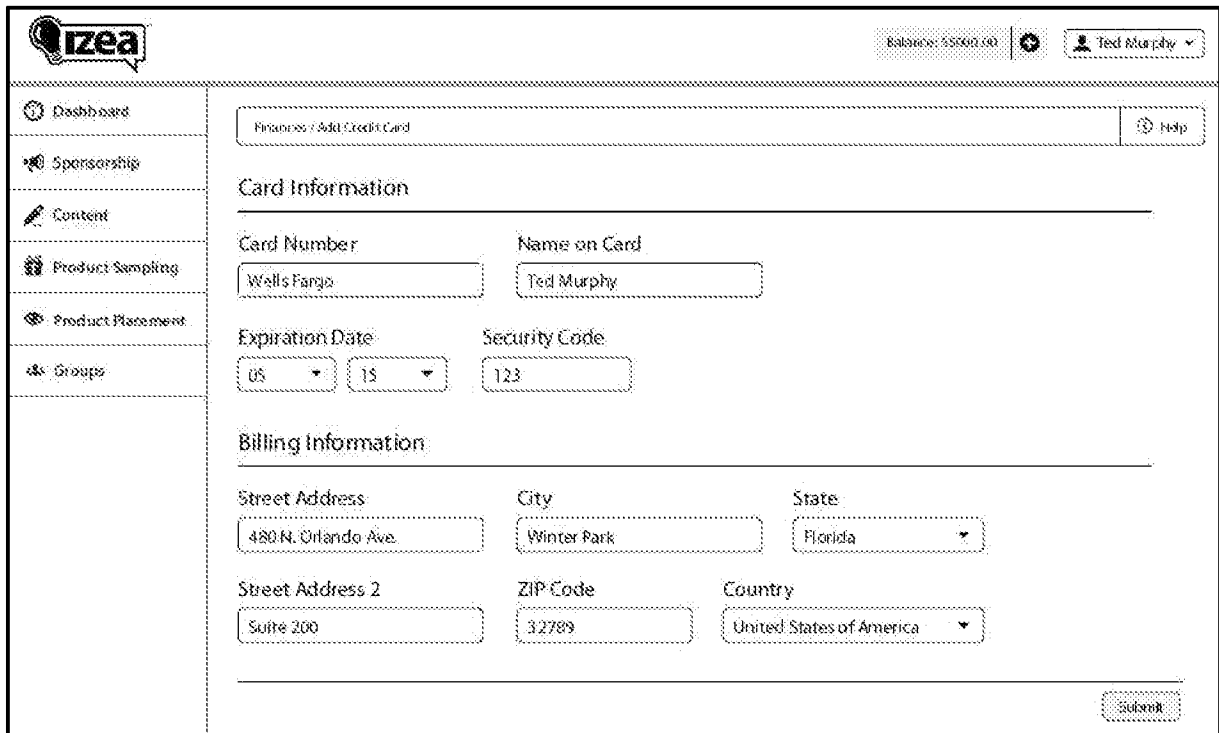 izea
Balance: $5000.00
Ted Murphy
Dashboard
Sponsorship
Content
Product Sampling
Product Placement
Groups
Finances / Add Credit Card
Help
Card Information
Card Number Name on Card
Wells Fargo Ted Murphy
Expiration Date Security Code
05 15 123
Billing Information
Street Address City State
480 N. Orlando Ave. Winter Park Florida
Street Address 2 ZIP Code Country
Suite 200 32789 United States of America
Submit